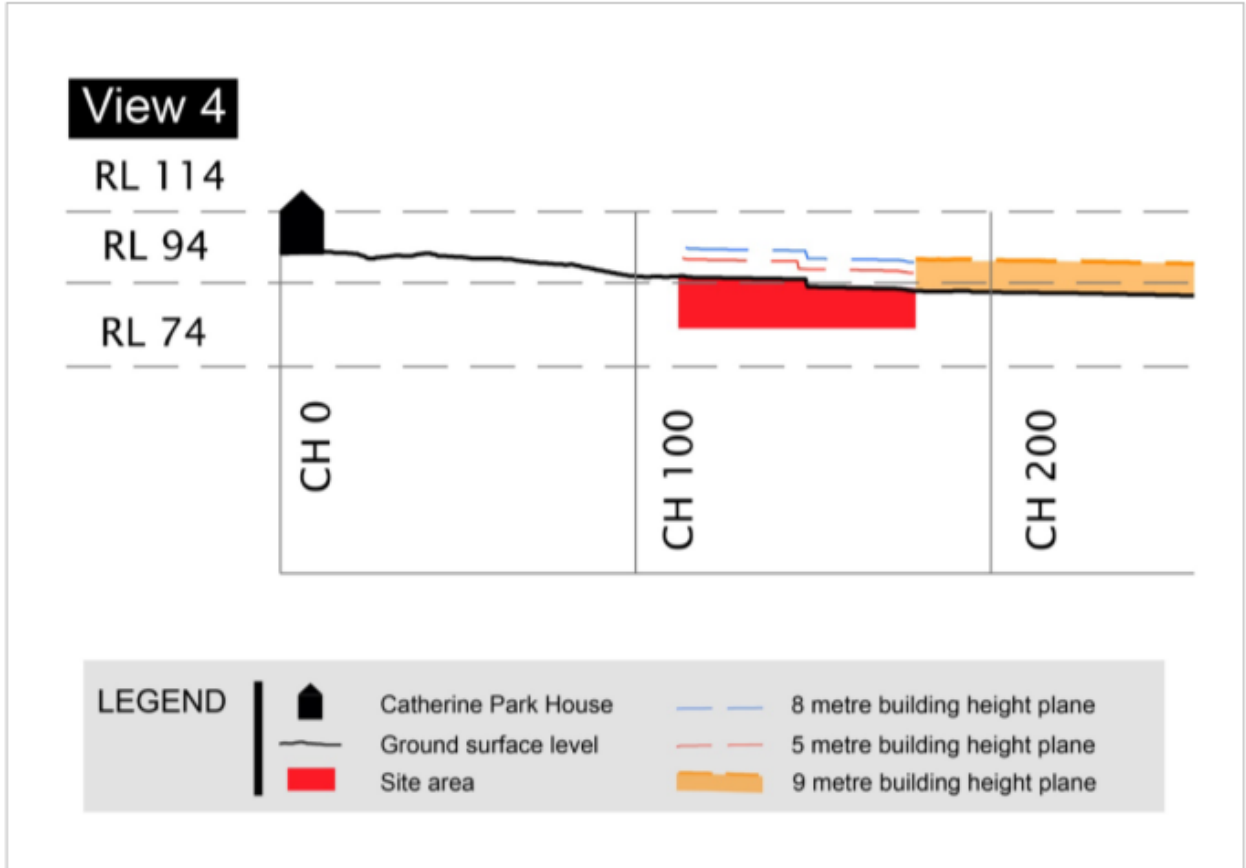 View 4
RL 114
RL 94
RL 74
CH 0
CH 100
CH 200
LEGEND
Catherine Park House
Ground surface level
Site area
8 metre building height plane
5 metre building height plane
9 metre building height plane